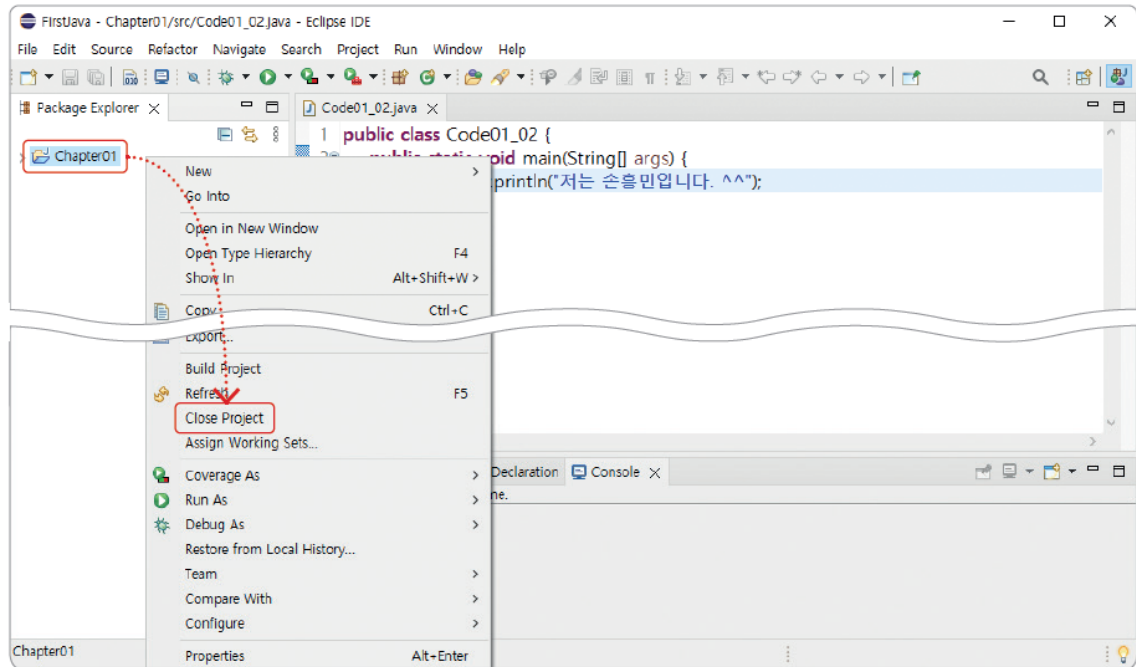 FirstJava - Chapter01/src/Code01_02.java - Eclipse IDE
File Edit Source Refactor Navigate Search Project Run Window Help
Package Explorer
Code01_02.java
Chapter01
1 public class Code01_02 {
public static void main(String[] args) {
.println("저는 손흥민입니다. ^^");
New
Go Into
Open in New Window
Open Type Hierarchy F4
Show In Alt+Shift+W >
Copy Ctrl+C
Export...
Build Project
Refresh F5
Close Project
Assign Working Sets...
Coverage As
Run As
Debug As
Restore from Local History...
Team
Compare With
Configure
Properties Alt+Enter
Declaration Console
me.
Chapter01